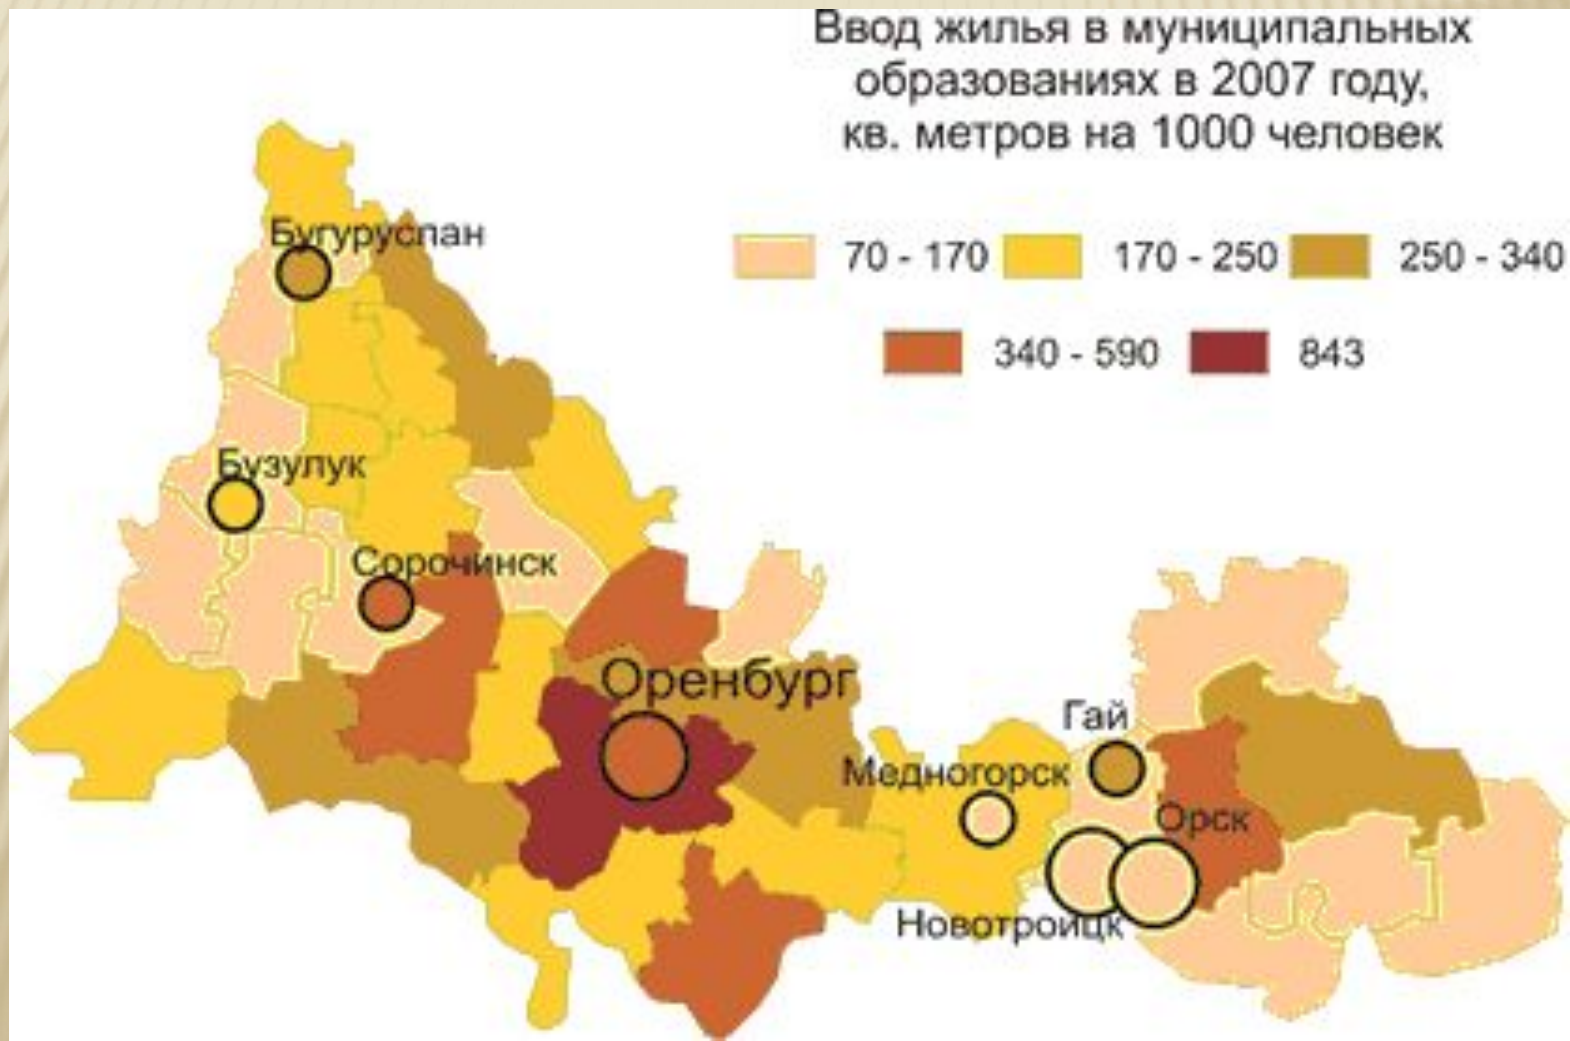 Ввод жилья в муниципальных
образованиях в 2007 году,
кв. метров на 1000 человек
70 - 170
170 - 250
250 - 340
340 - 590
843
Бугуруслан
Бузулук
Сорочинск
Оренбург
Гай
Медногорск
Орск
Новотроицк